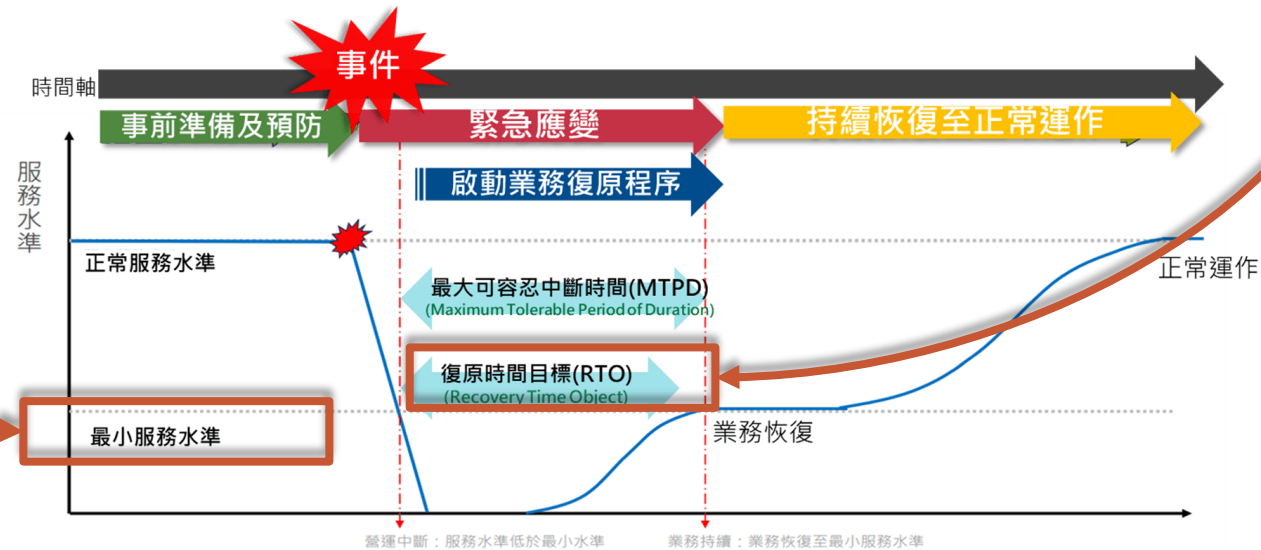 事件
時間軸
事前準備及預防
緊急應變
持續恢復至正常運作
啟動業務復原程序
服務水準
正常服務水準
正常運作
最大可容忍中斷時間(MTPD)
(Maximum Tolerable Period of Duration)
復原時間目標(RTO)
(Recovery Time Object)
最小服務水準
業務恢復
營運中斷：服務水準低於最小水準
業務持續：業務恢復至最小服務水準